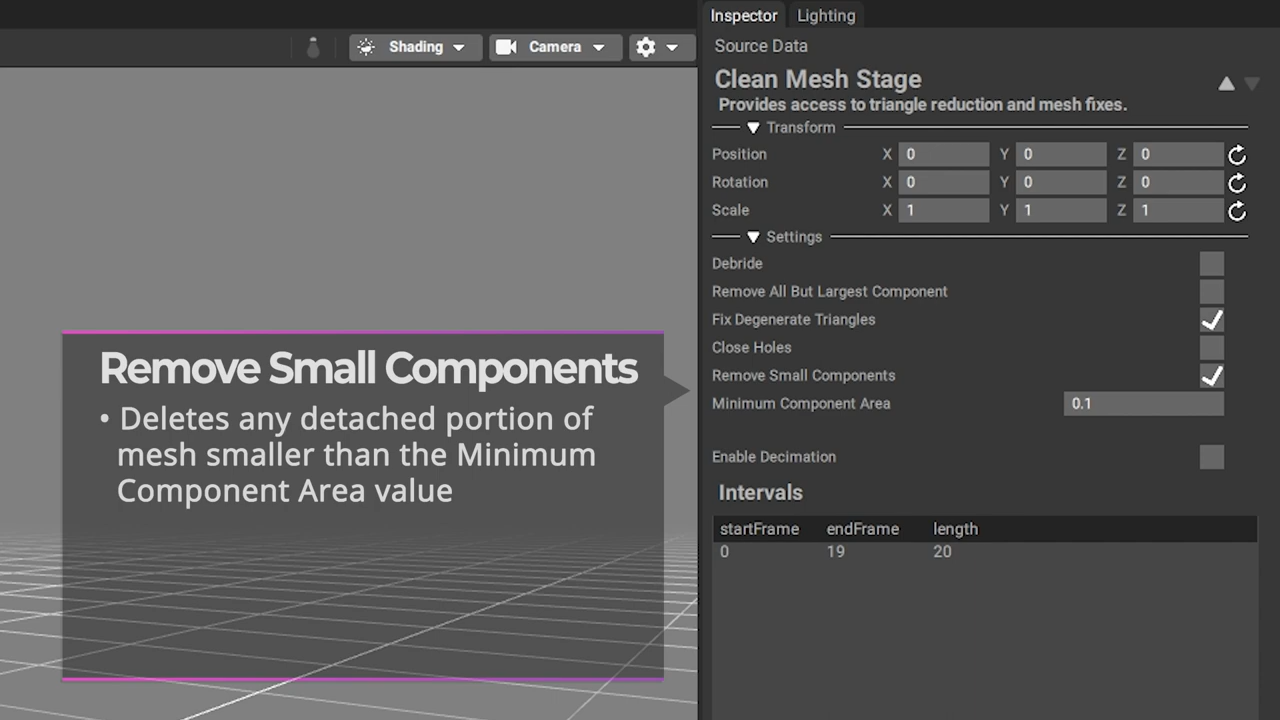 Inspector Lighting
Shading Camera
Source Data
Clean Mesh Stage
Provides access to triangle reduction and mesh fixes.
Transform
Position X 0 Y 0 Z 0
Rotation X 0 Y 0 Z 0
Scale X 1 Y 1 Z 1
Settings
Debride
Remove All But Largest Component
Fix Degenerate Triangles
Close Holes
Remove Small Components
Minimum Component Area 0.1
Enable Decimation
Intervals
startFrame endFrame length
0 19 20
Remove Small Components
• Deletes any detached portion of
mesh smaller than the Minimum
Component Area value